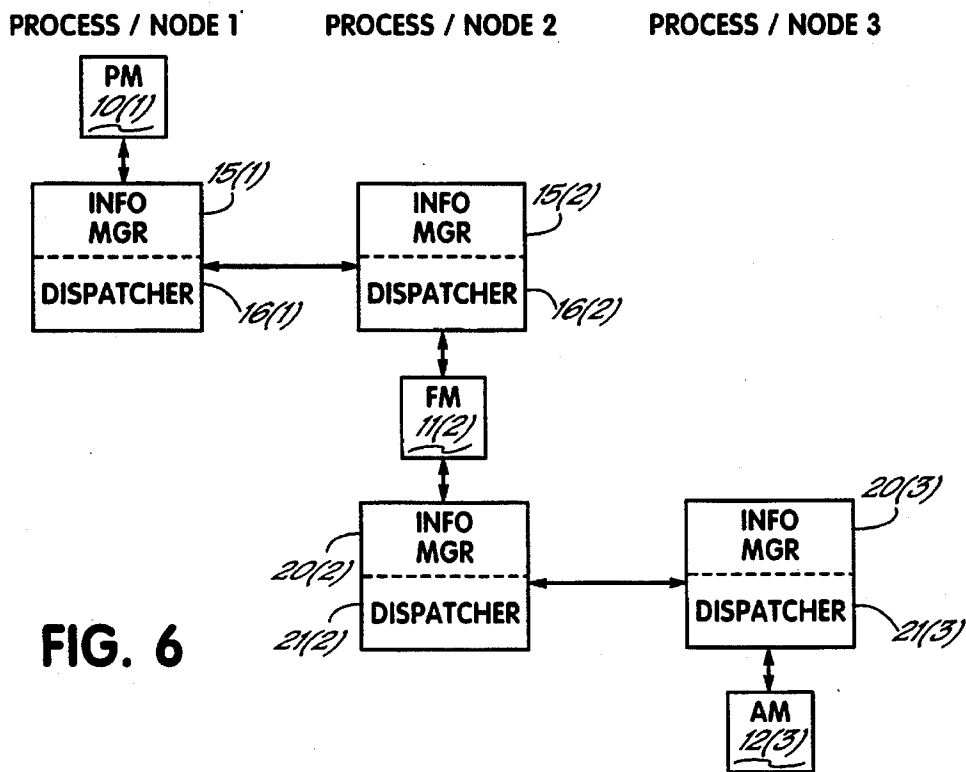 PROCESS / NODE 1
PROCESS / NODE 2
PROCESS / NODE 3
PM
10(1)
15(1)
INFO
MGR
DISPATCHER
16(1)
15(2)
INFO
MGR
DISPATCHER
16(2)
FM
11(2)
20(2)
INFO
MGR
DISPATCHER
21(2)
20(3)
INFO
MGR
DISPATCHER
21(3)
AM
12(3)
FIG. 6